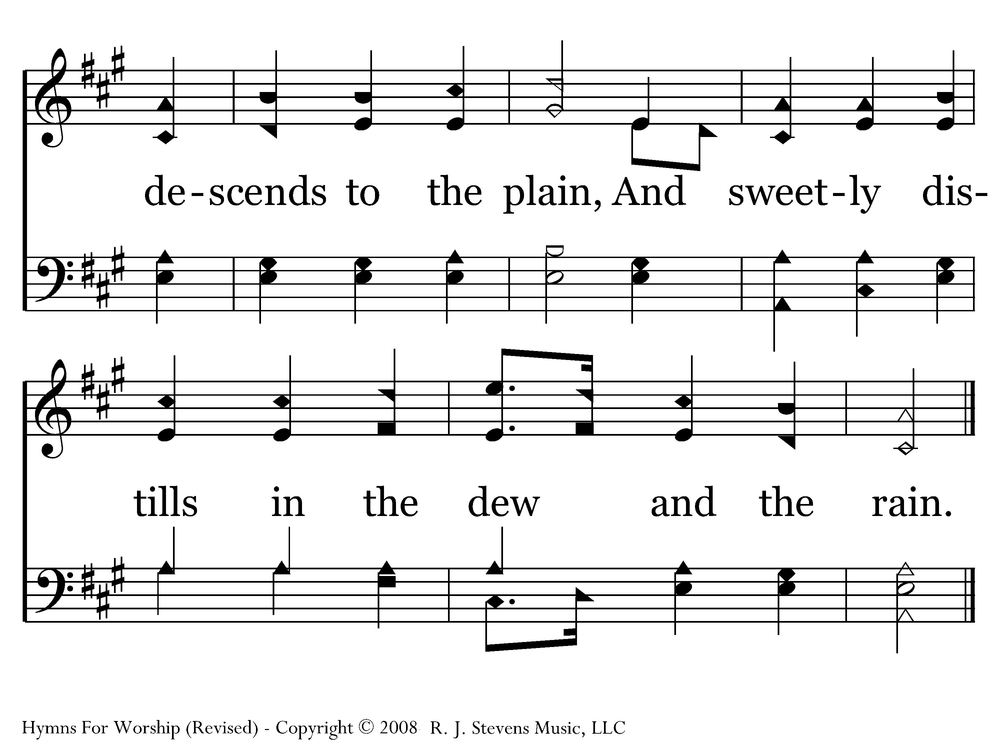 de-scends to the plain, And sweet-ly dis-
tills in the dew and the rain.
Hymns For Worship (Revised) - Copyright © 2008 R. J. Stevens Music, LLC